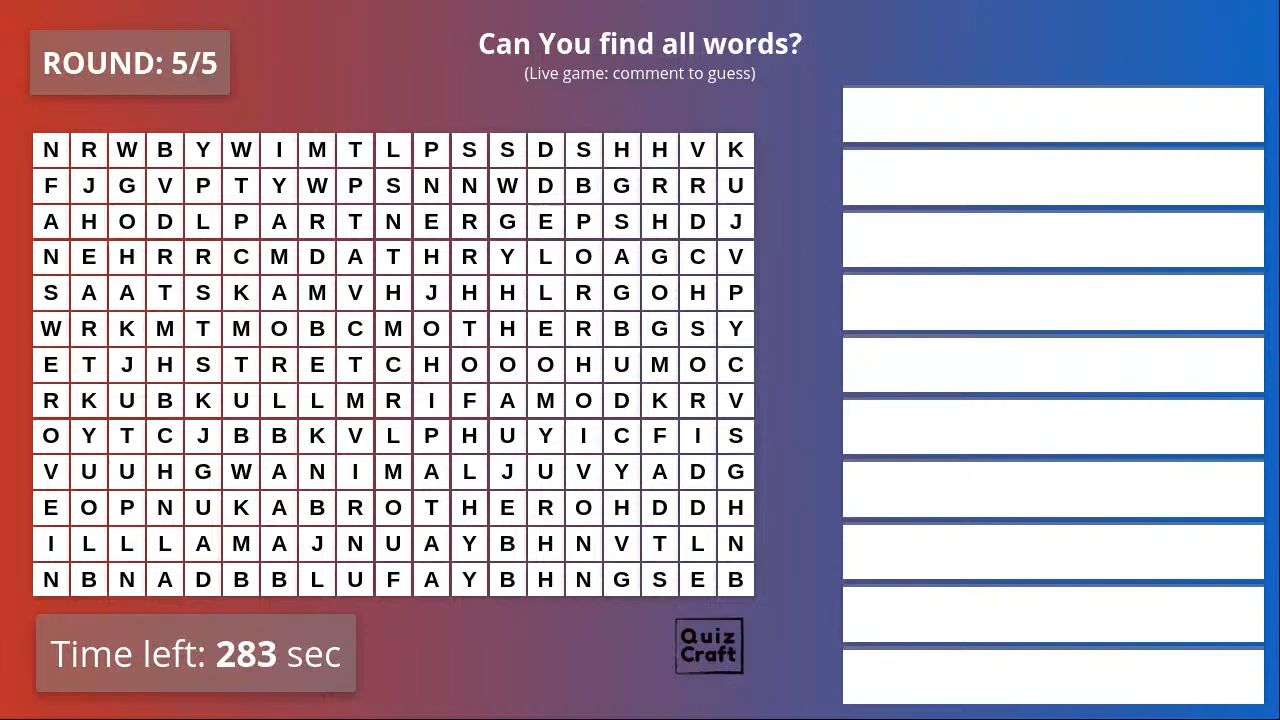 ROUND: 5/5
Can You find all words?
(Live game: comment to guess)
N R W B Y W I M T L P S S D S H H V K
F J G V P T Y W P S N N W D B G R R U
A H O D L P A R T N E R G E P S H D J
N E H R R C M D A T H R Y L O A G C V
S A A T S K A M V H J H H L R G O H P
W R K M T M O B C M O T H E R B G S Y
E T J H S T R E T C H O O O H U M O C
R K U B K U L L M R I F A M O D K R V
O Y T C J B B K V L P H U Y I C F I S
V U U H G W A N I M A L J U V Y A D G
E O P N U K A B R O T H E R O H D D H
I L L L A M A J N U A Y B H N V T L N
N B N A D B B L U F A Y B H N G S E B
Time left: 283 sec
Quiz
Craft